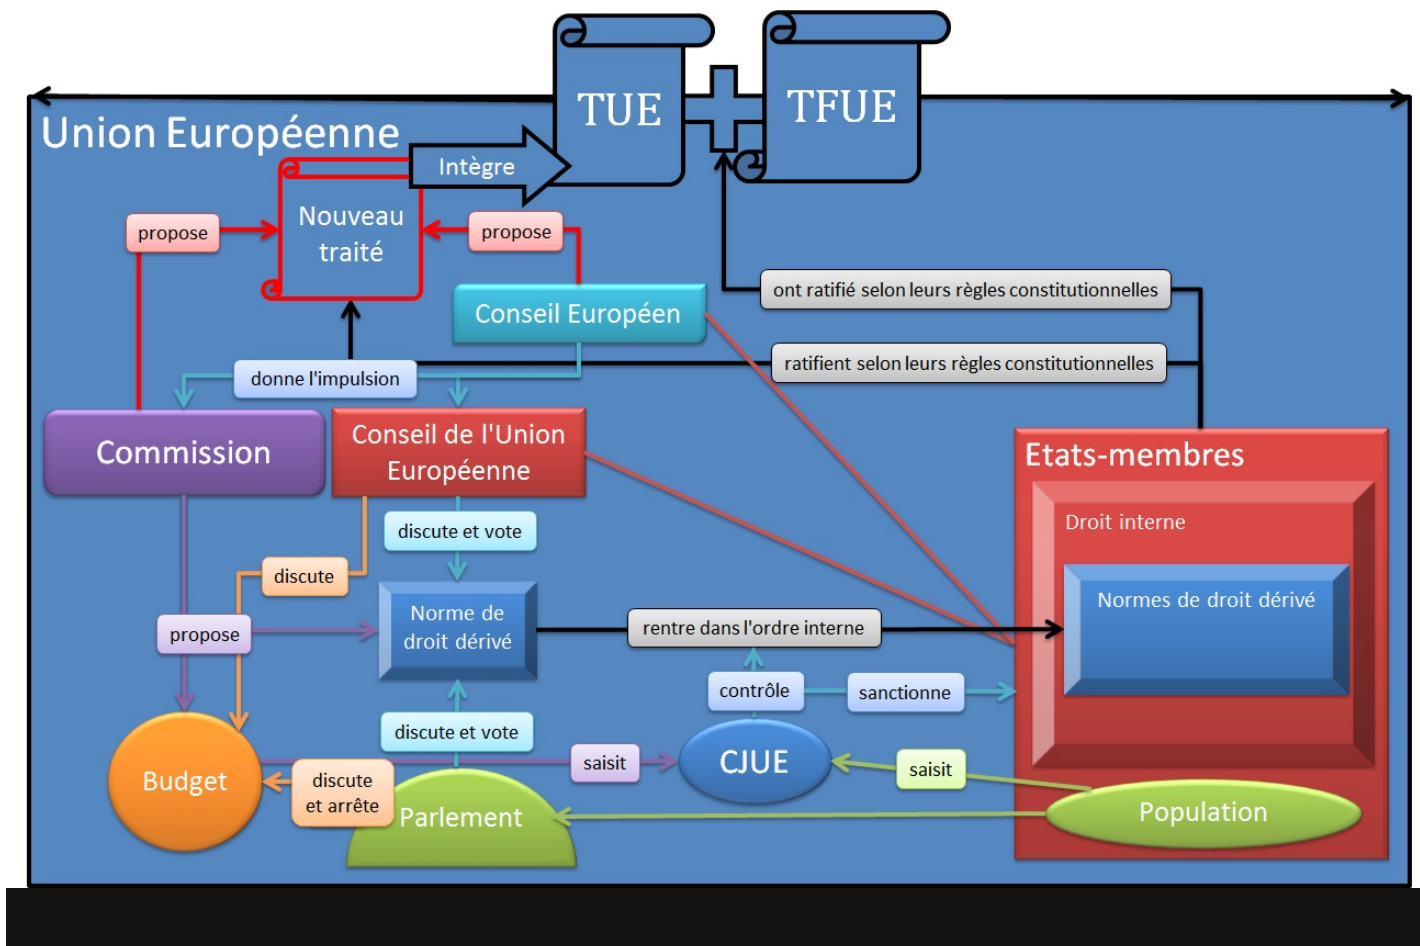 TUE
TFUE
Union Européenne
Intègre
Nouveau
traité
propose
propose
ont ratifié selon leurs règles constitutionnelles
Conseil Européen
ratifient selon leurs règles constitutionnelles
donne l'impulsion
Commission
Conseil de l'Union
Européenne
Etats-membres
Droit interne
discute et vote
discute
Norme de
droit dérivé
Normes de droit dérivé
propose
rentre dans l'ordre interne
contrôle
sanctionne
discute et vote
saisit
CJUE
saisit
Budget
discute
et arrête
Parlement
Population